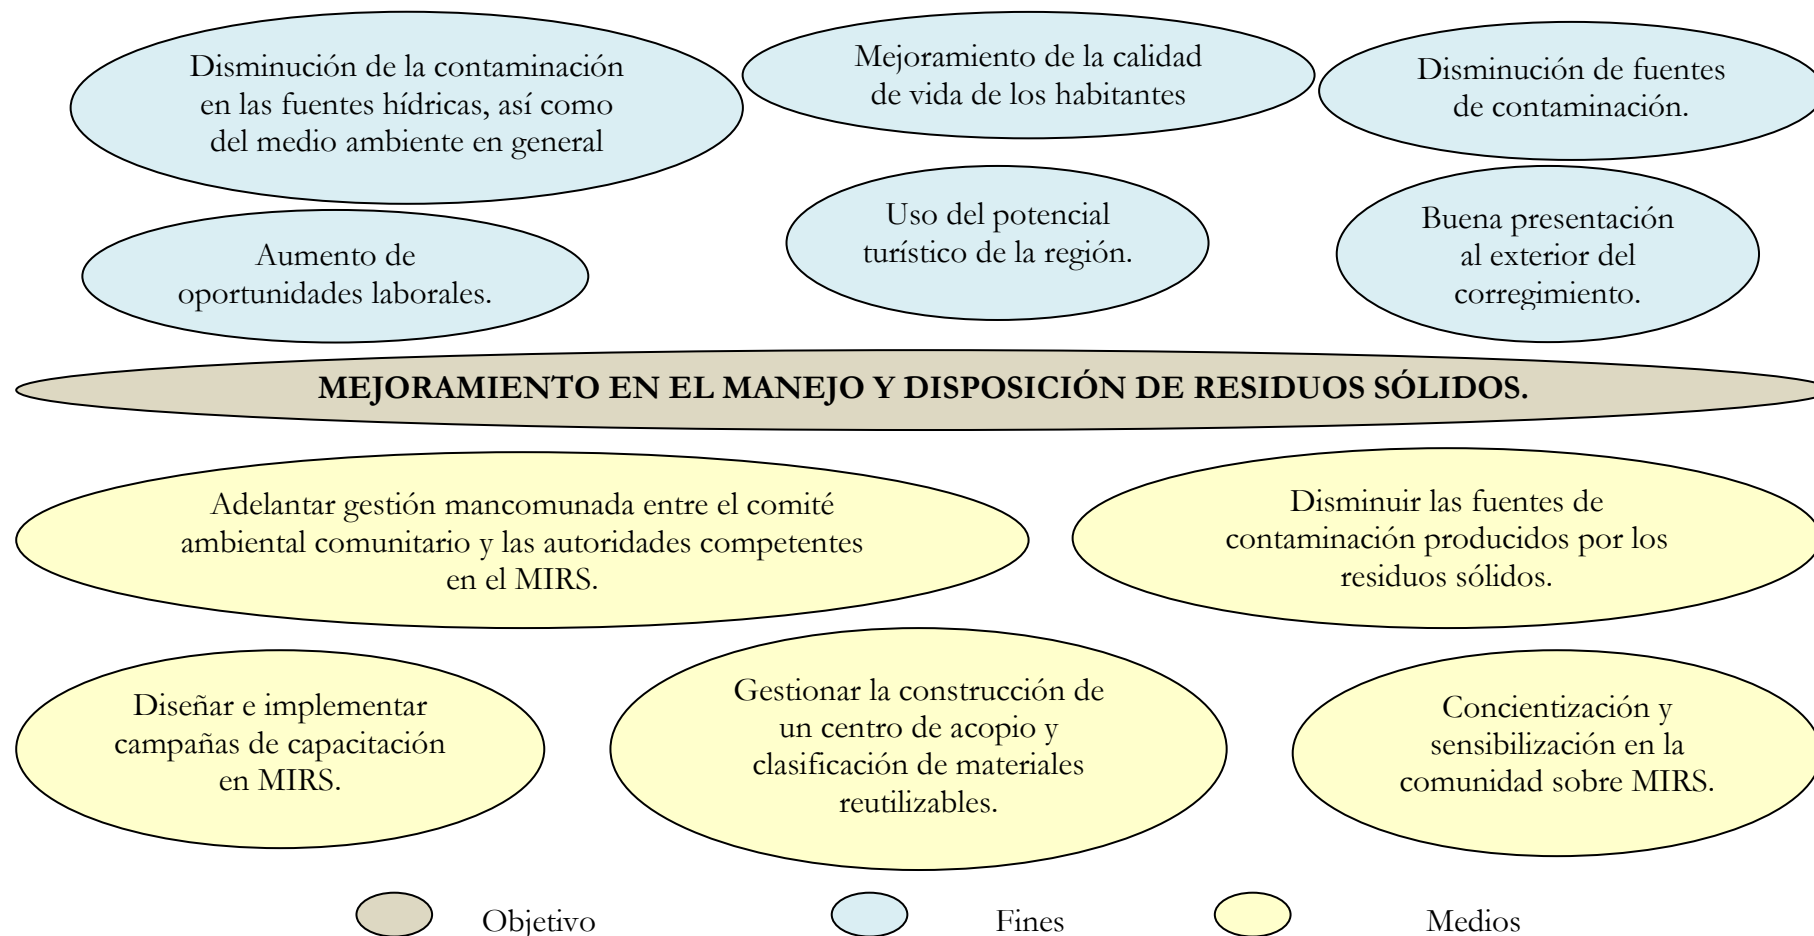 Disminución de la contaminación
en las fuentes hídricas, así como
del medio ambiente en general
Mejoramiento de la calidad
de vida de los habitantes
Disminución de fuentes
de contaminación.
Aumento de
oportunidades laborales.
Uso del potencial
turístico de la región.
Buena presentación
al exterior del
corregimiento.
MEJORAMIENTO EN EL MANEJO Y DISPOSICIÓN DE RESIDUOS SÓLIDOS.
Adelantar gestión mancomunada entre el comité
ambiental comunitario y las autoridades competentes
en el MIRS.
Disminuir las fuentes de
contaminación producidos por los
residuos sólidos.
Diseñar e implementar
campañas de capacitación
en MIRS.
Gestionar la construcción de
un centro de acopio y
clasificación de materiales
reutilizables.
Concientización y
sensibilización en la
comunidad sobre MIRS.
Objetivo
Fines
Medios